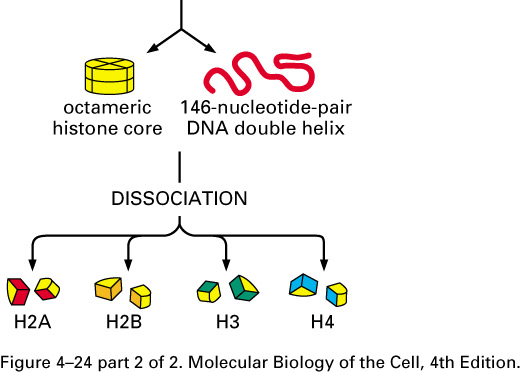 octameric
histone core
146-nucleotide-pair
DNA double helix
DISSOCIATION
H2A
H2B
H3
H4
Figure 4–24 part 2 of 2. Molecular Biology of the Cell, 4th Edition.